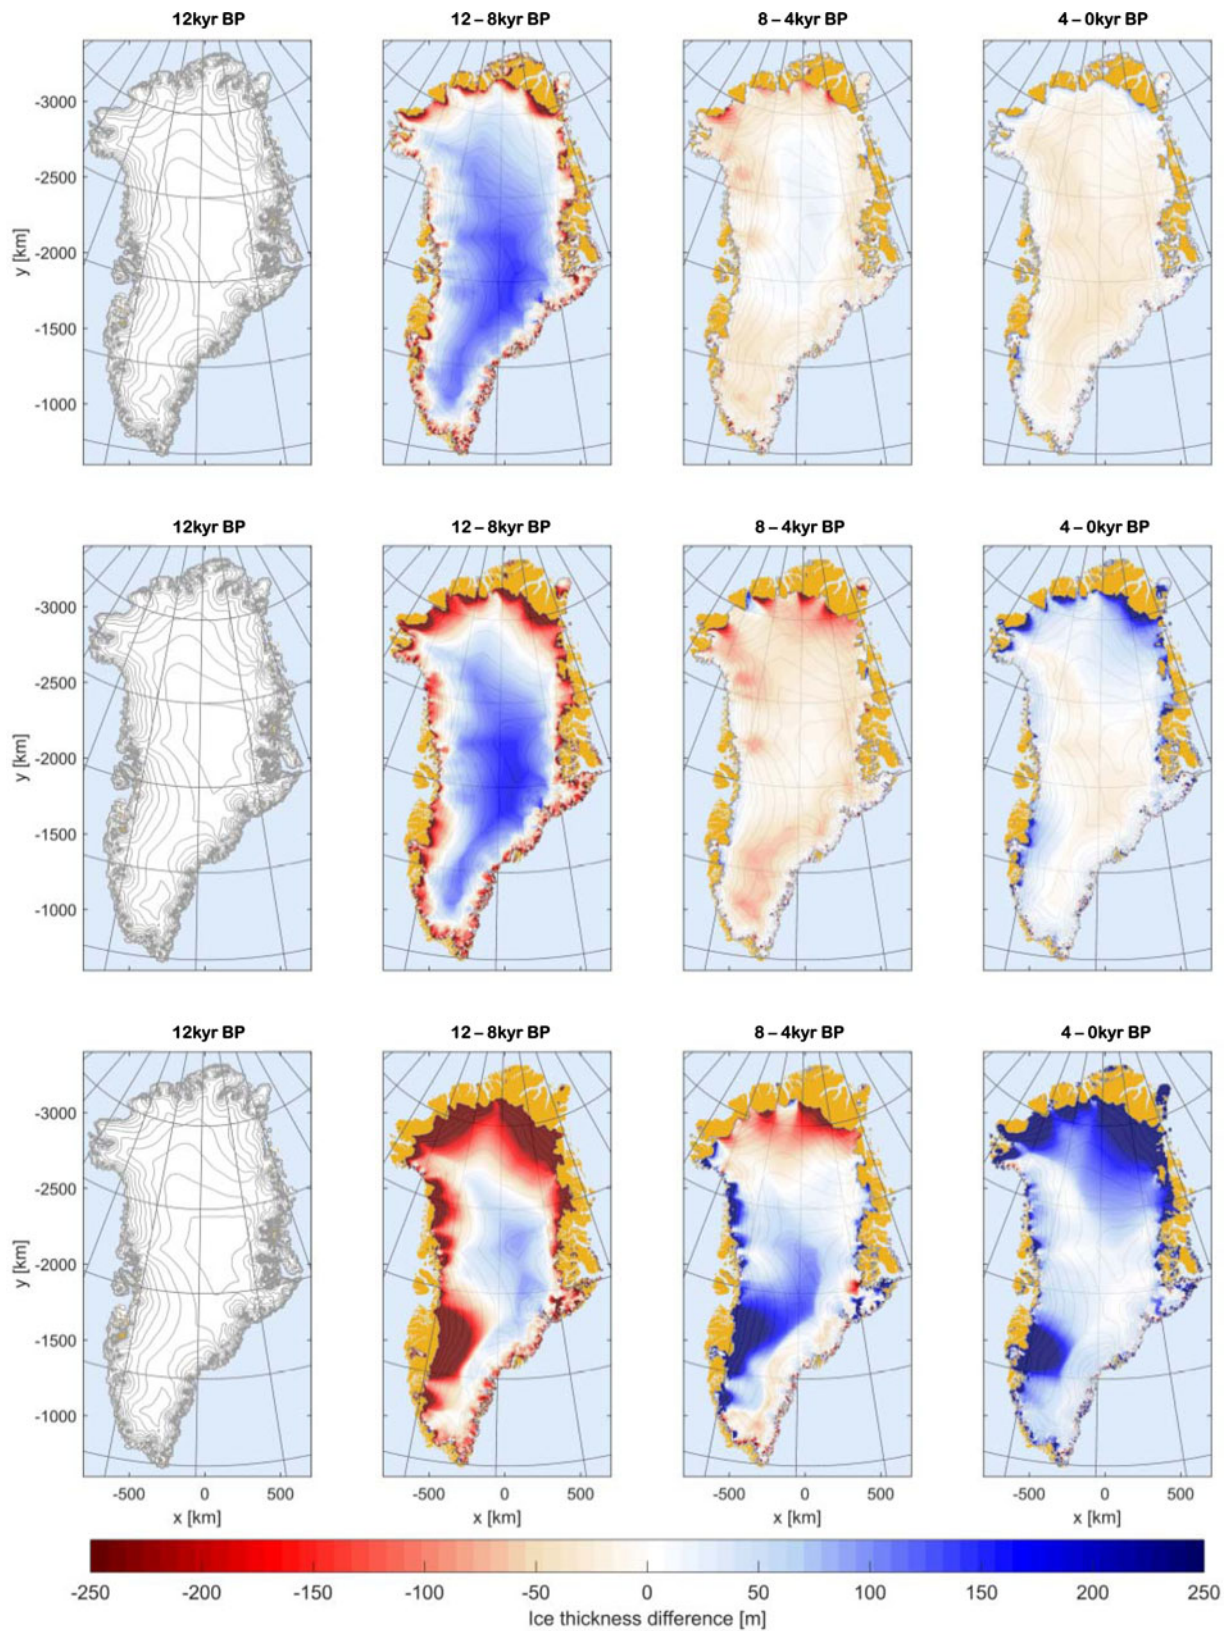 12kyr BP 12 – 8kyr BP 8 – 4kyr BP 4 – 0kyr BP
-3000
-2500
y [km]
-2000
-1500
-1000
12kyr BP 12 – 8kyr BP 8 – 4kyr BP 4 – 0kyr BP
-3000
-2500
y [km]
-2000
-1500
-1000
12kyr BP 12 – 8kyr BP 8 – 4kyr BP 4 – 0kyr BP
-3000
-2500
y [km]
-2000
-1500
-1000
-500 0 500 -500 0 500 -500 0 500 -500 0 500
x [km] x [km] x [km] x [km]
-250 -200 -150 -100 -50 0 50 100 150 200 250
Ice thickness difference [m]